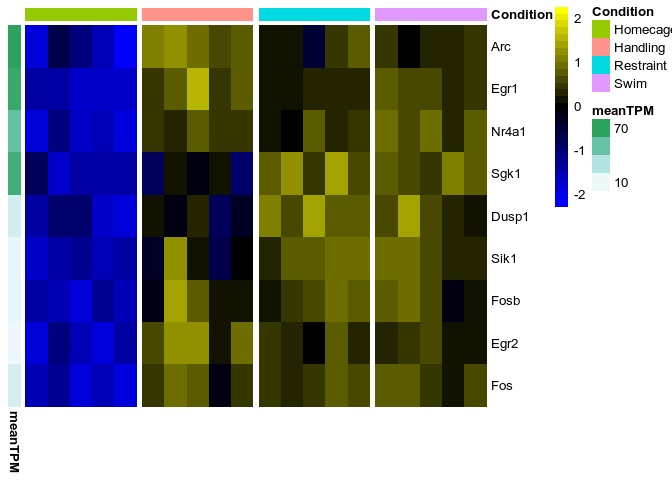 Condition
Arc
Egr1
Nr4a1
Sgk1
Dusp1
Sik1
Fosb
Egr2
Fos
meanTPM
2
1
0
-1
-2
Condition
Homecage
Handling
Restraint
Swim
meanTPM
70
10